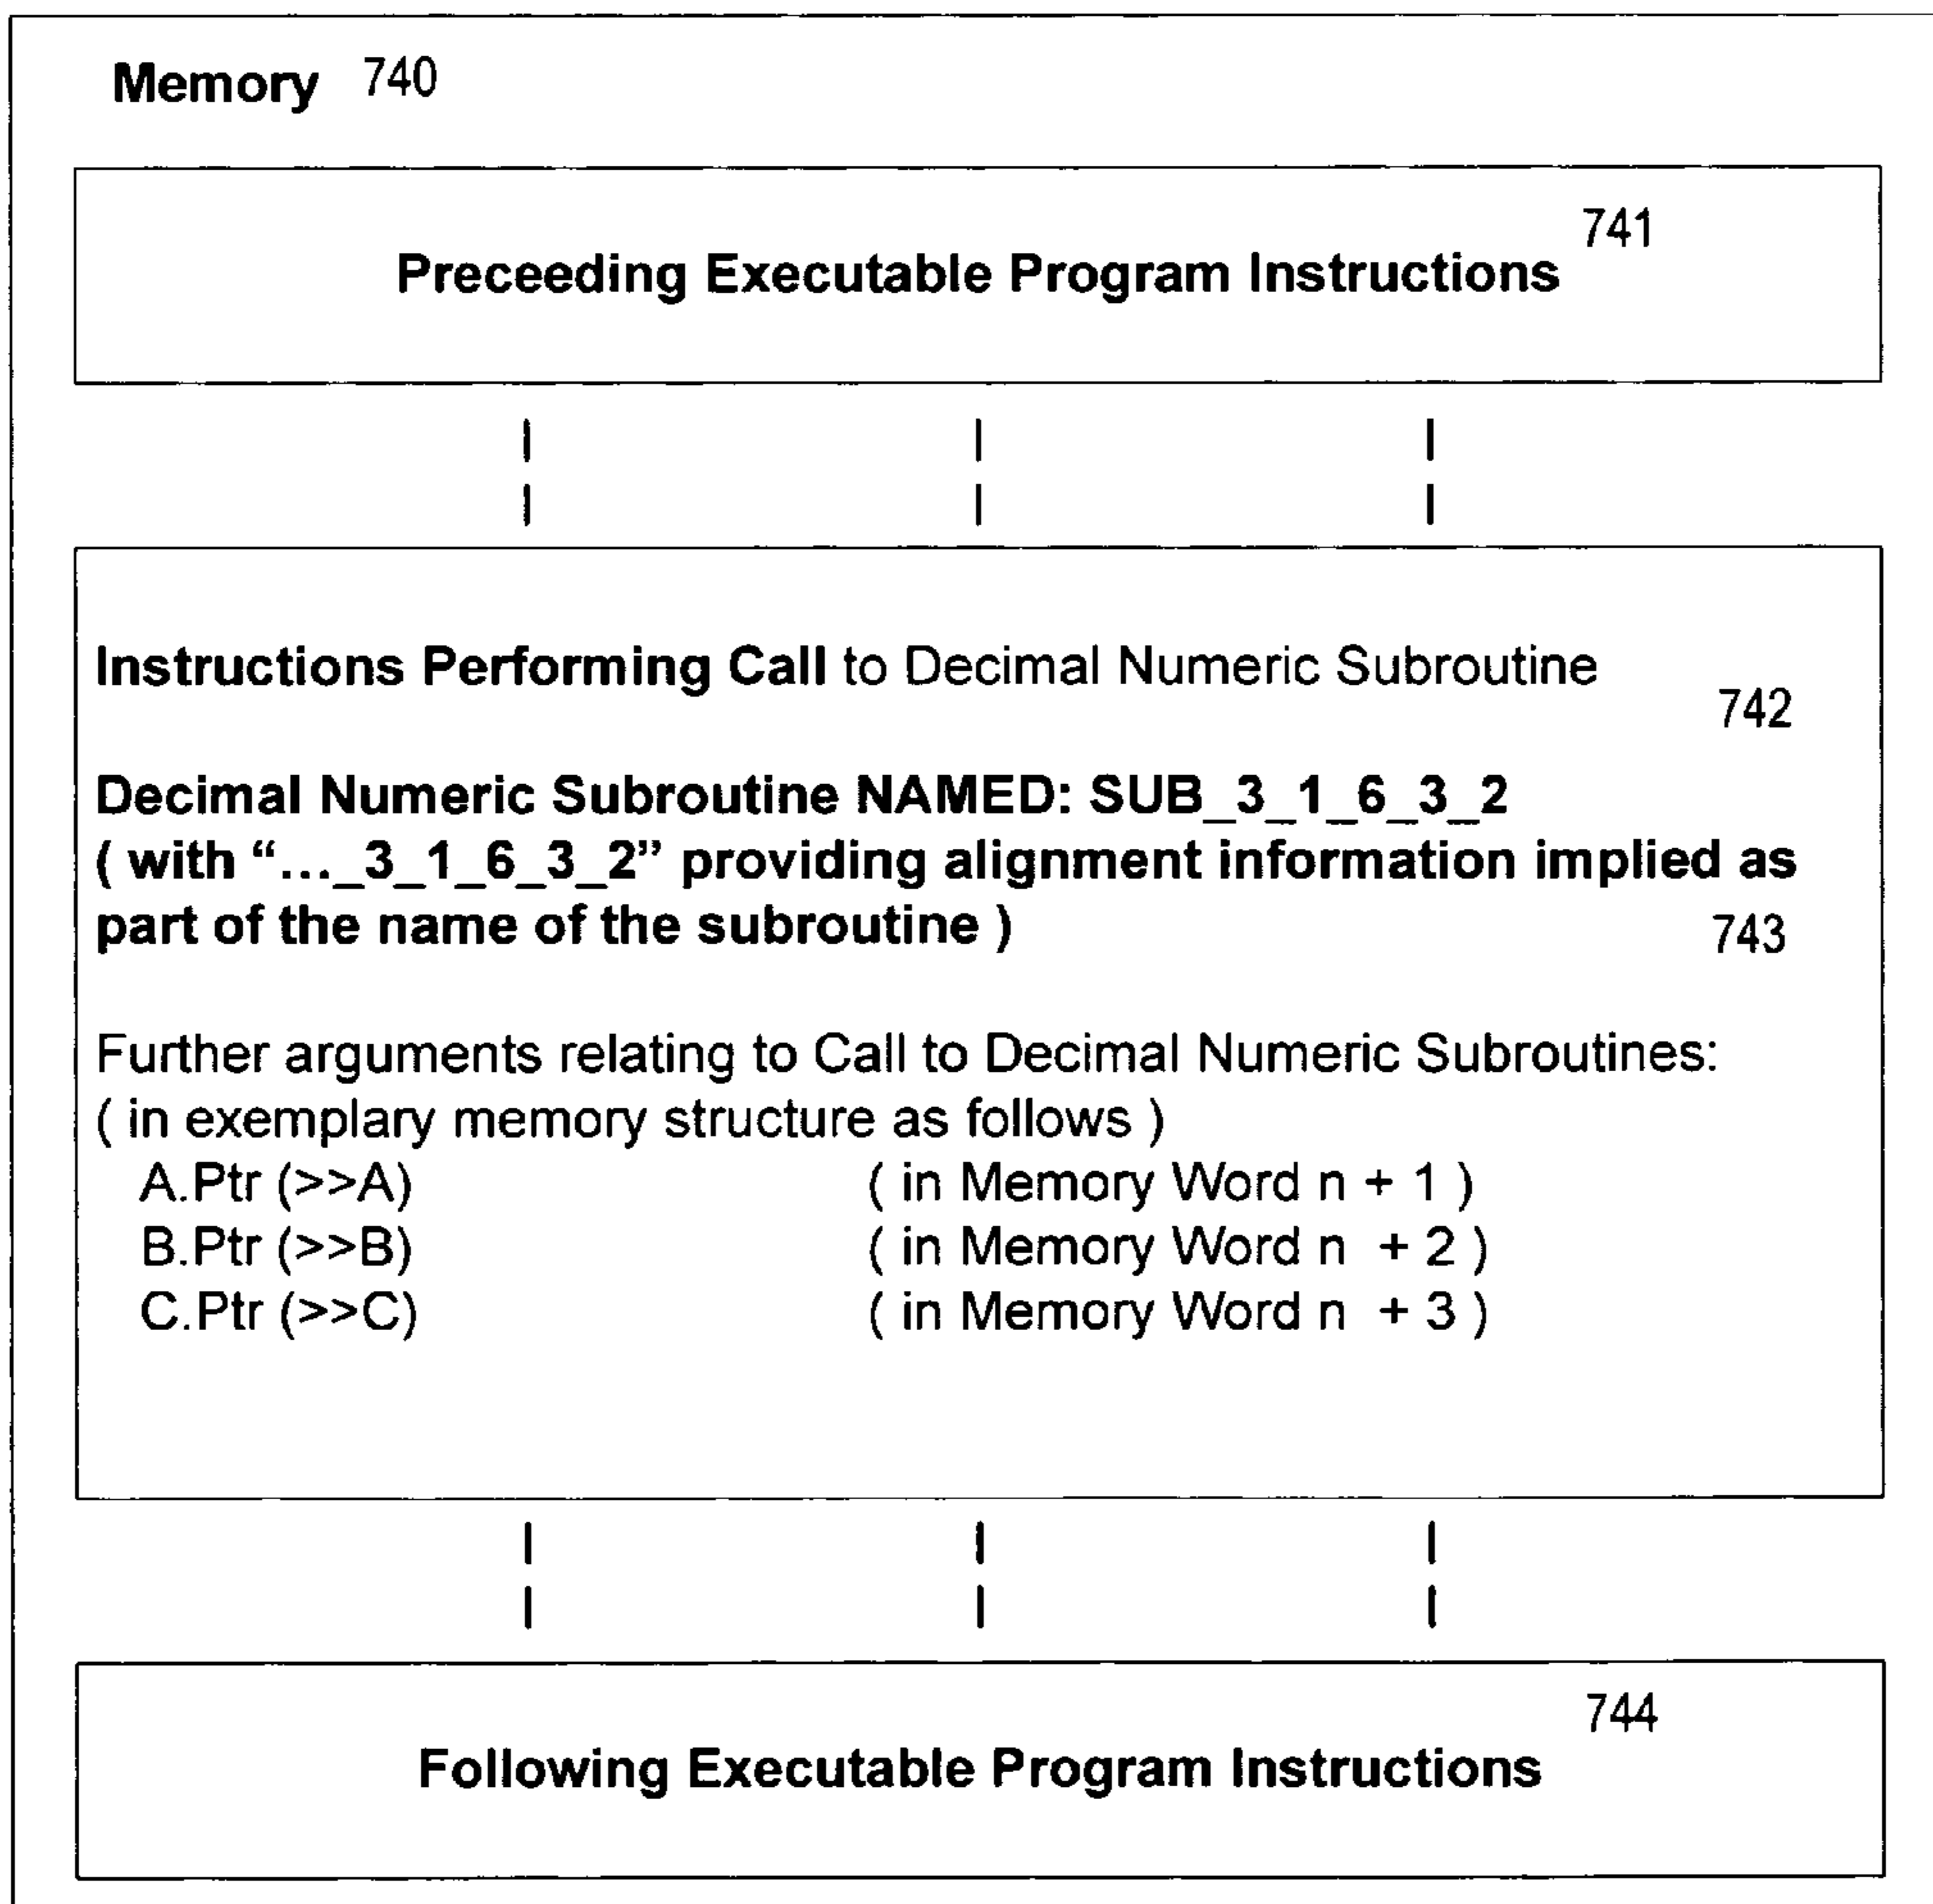 Memory 740
741
Preceeding Executable Program Instructions
Instructions Performing Call to Decimal Numeric Subroutine
742
Decimal Numeric Subroutine NAMED: SUB_3_1_6_3_2
( with “..._3_1_6_3_2” providing alignment information implied as
part of the name of the subroutine ) 743
Further arguments relating to Call to Decimal Numeric Subroutines:
( in exemplary memory structure as follows )
A.Ptr (>>A) ( in Memory Word n + 1 )
B.Ptr (>>B) ( in Memory Word n + 2 )
C.Ptr (>>C) ( in Memory Word n + 3 )
744
Following Executable Program Instructions